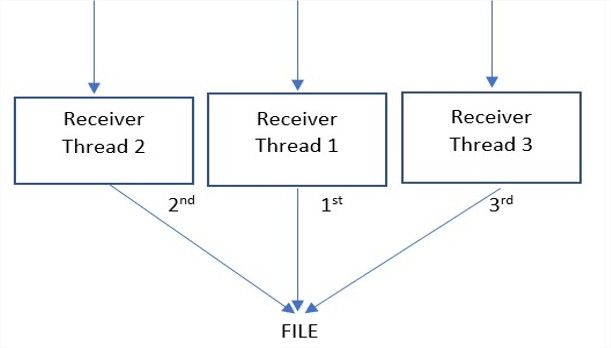 Receiver
Thread 2
Receiver
Thread 1
Receiver
Thread 3
2nd
1st
3rd
FILE